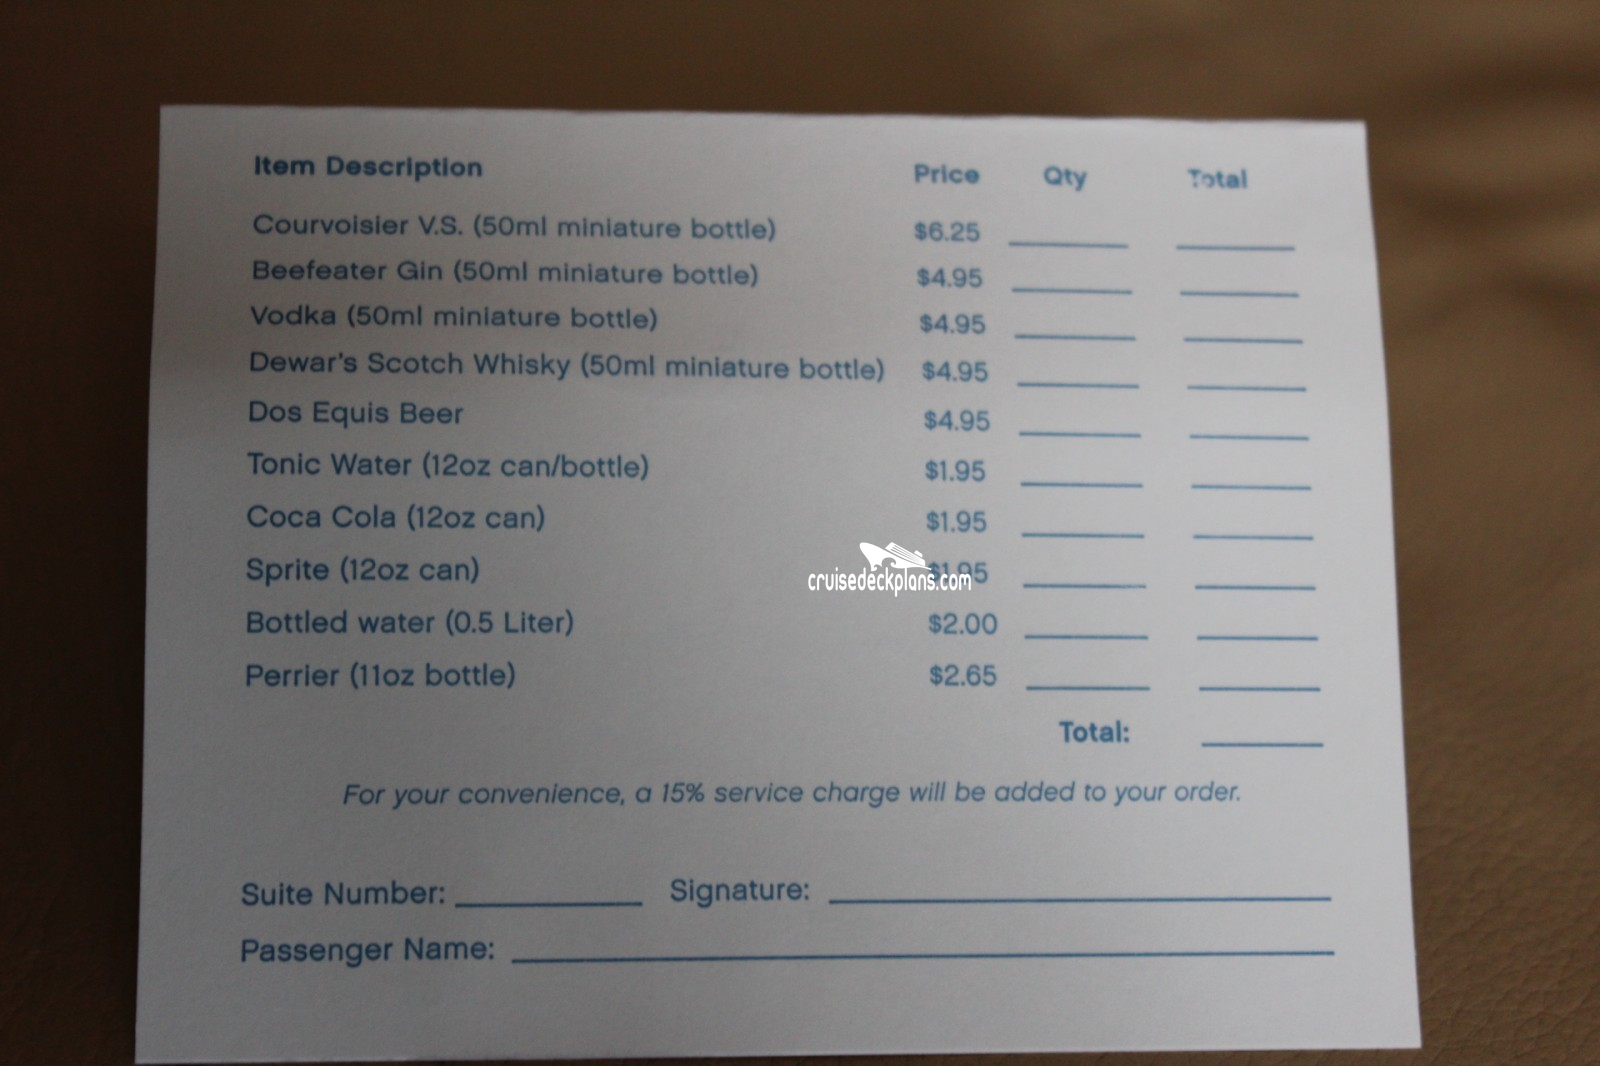 Item Description Price Qty Total
Courvoisier V.S. (50ml miniature bottle) $6.25
Beefeater Gin (50ml miniature bottle) $4.95
Vodka (50ml miniature bottle) $4.95
Dewar's Scotch Whisky (50ml miniature bottle) $4.95
Dos Equis Beer $4.95
Tonic Water (12oz can/bottle) $1.95
Coca Cola (12oz can) $1.95
Sprite (12oz can) $1.95
cruisedeckplans.com
Bottled water (0.5 Liter) $2.00
Perrier (11oz bottle) $2.65
Total:
For your convenience, a 15% service charge will be added to your order.
Suite Number: Signature:
Passenger Name: